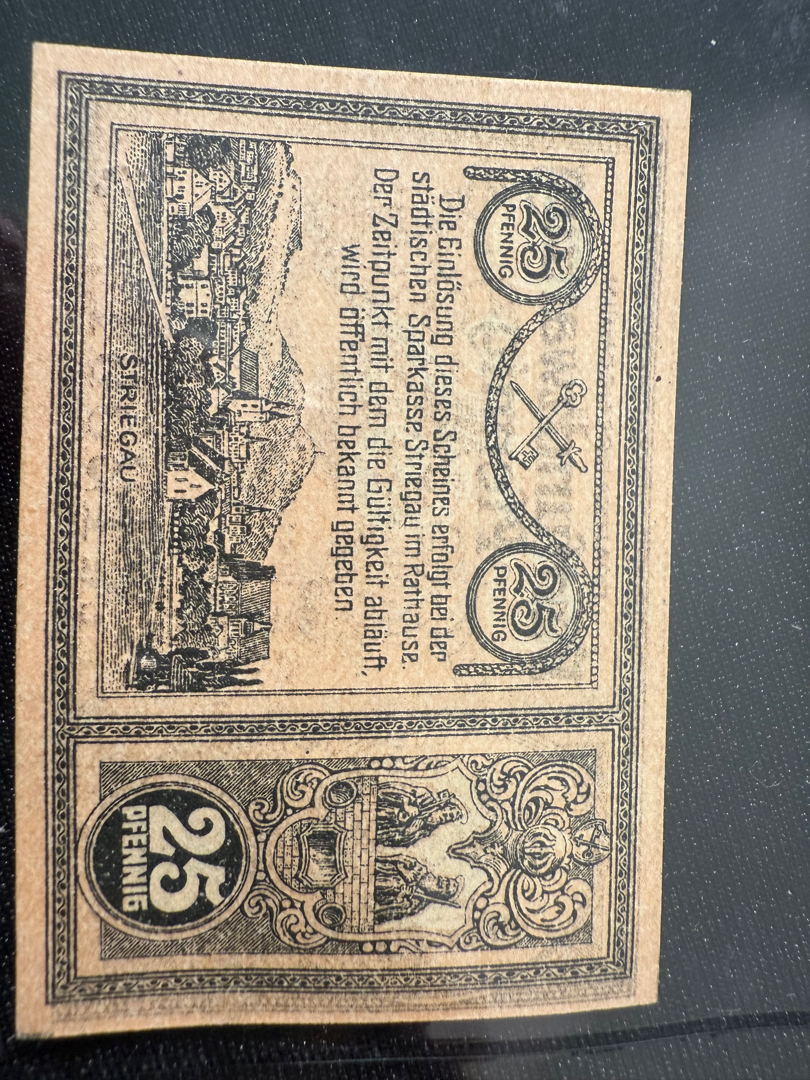 25
PFENNIG
25
PFENNIG
Die Einlösung dieses Scheines erfolgt bei der
städtischen Sparkasse Striegau im Rathause.
Der Zeitpunkt mit dem die Gültigkeit abläuft,
wird öffentlich bekannt gegeben.
STRIEGAU
25
PFENNIG